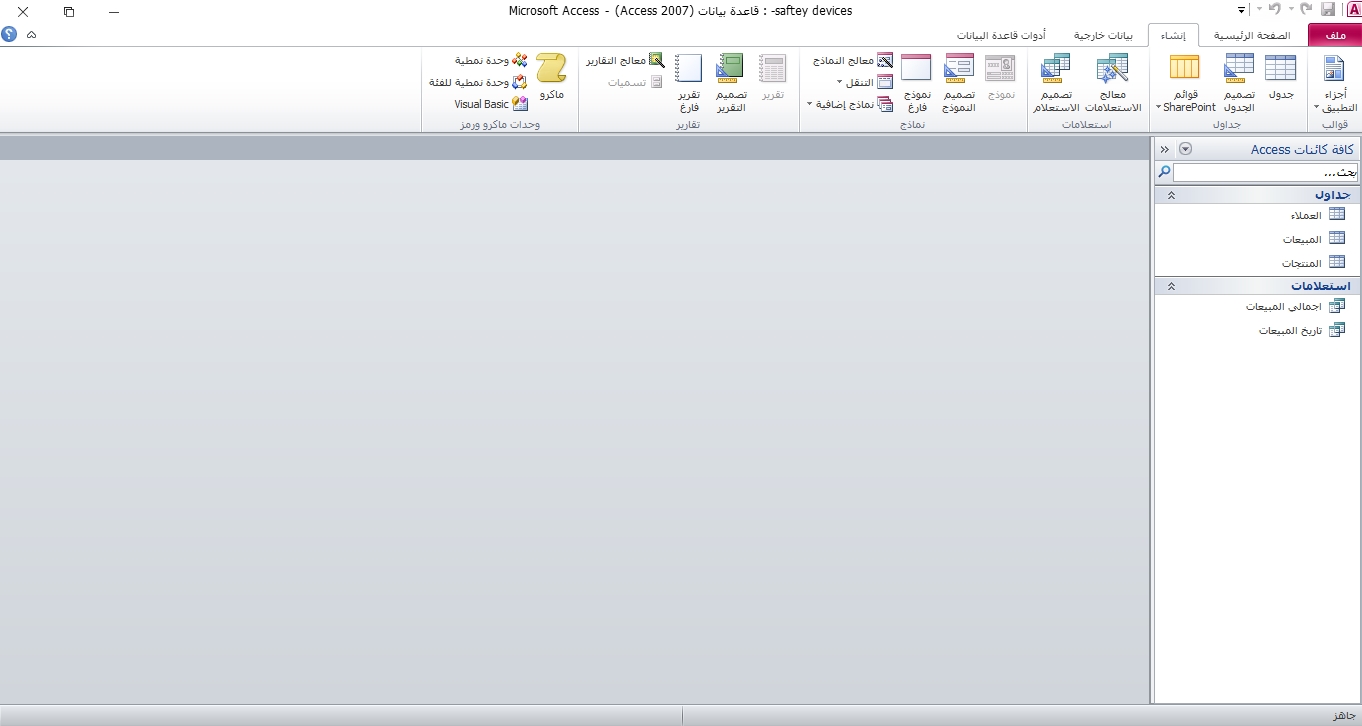 saftey devices- : قاعدة بيانات (Access 2007) - Microsoft Access
ملف
الصفحة الرئيسية
إنشاء
بيانات خارجية
أدوات قاعدة البيانات
أجزاء
التطبيق
قوالب
جدول
تصميم
الجدول
قوائم
SharePoint
جداول
معالج
الاستعلامات
تصميم
الاستعلام
استعلامات
نموذج
تصميم
النموذج
نموذج
فارغ
معالج النماذج
التنقل
نماذج إضافية
نماذج
تقرير
تصميم
التقرير
تقرير
فارغ
معالج التقارير
تسميات
تقارير
ماكرو
وحدة نمطية
وحدة نمطية للفئة
Visual Basic
وحدات ماكرو ورمز
كافة كائنات Access
بحث...
جداول
العملاء
المبيعات
المنتجات
استعلامات
اجمالي المبيعات
تاريخ المبيعات
جاهز